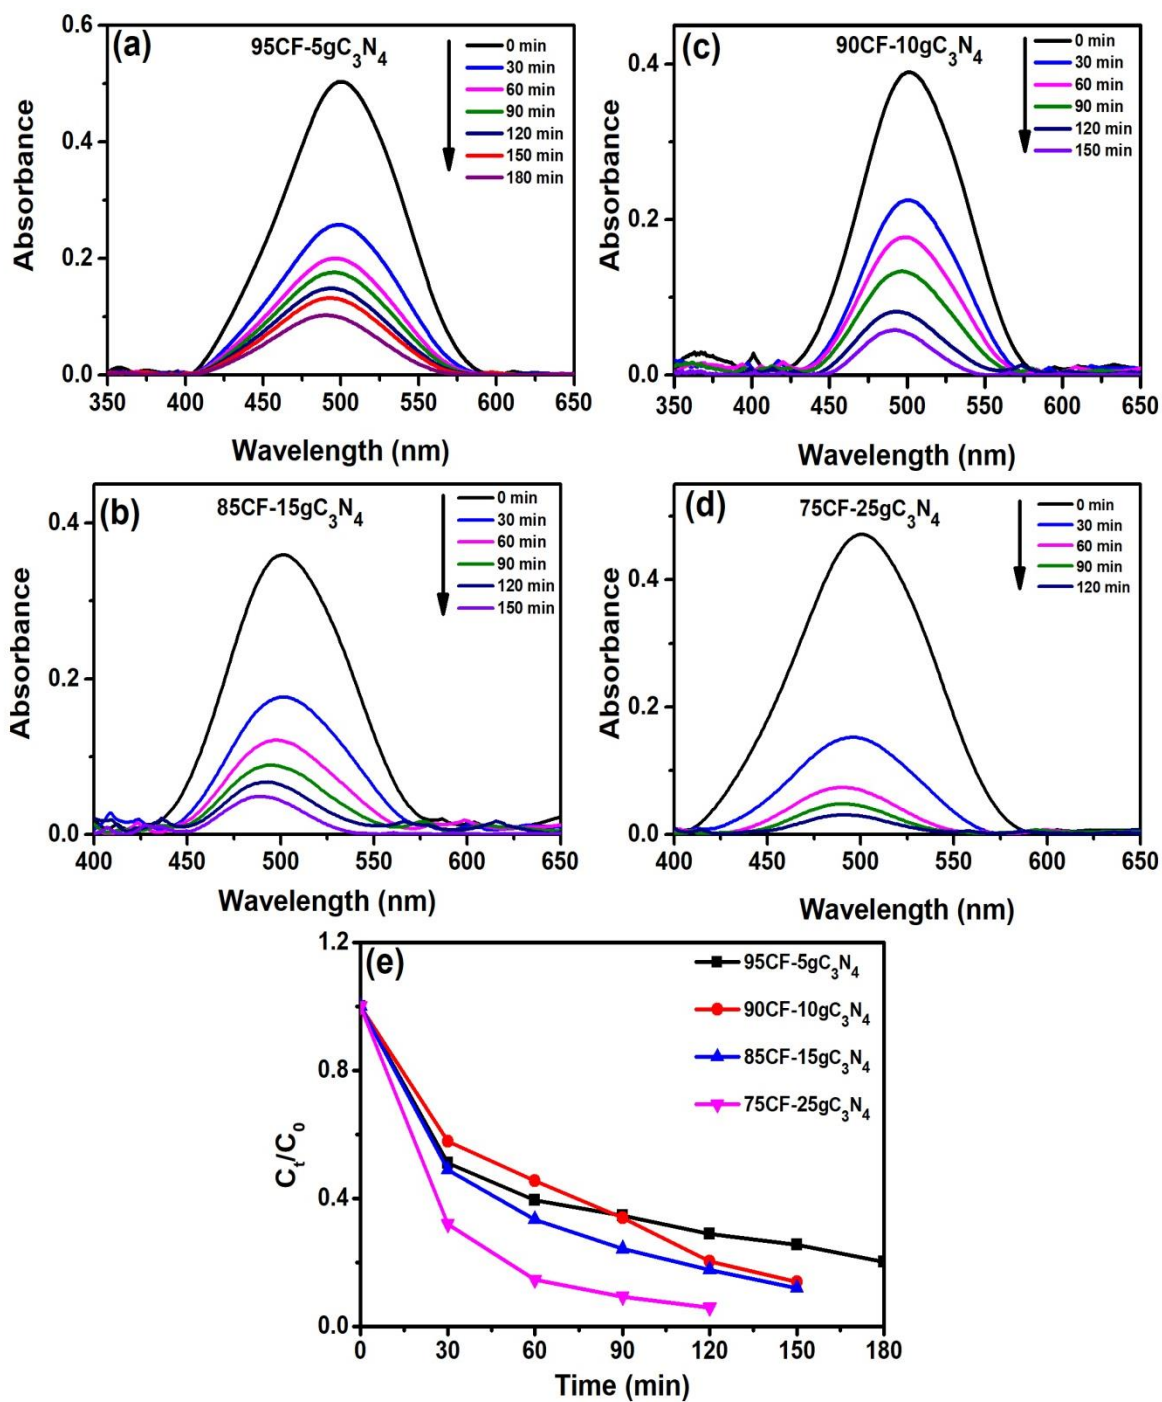 (a)
95CF-5gC₃N₄
0 min
30 min
60 min
90 min
120 min
150 min
180 min
0.6
0.4
0.2
0.0
Absorbance
350 400 450 500 550 600 650
Wavelength (nm)
(c)
90CF-10gC₃N₄
0 min
30 min
60 min
90 min
120 min
150 min
0.4
0.2
0.0
Absorbance
350 400 450 500 550 600 650
Wavelength (nm)
(b)
85CF-15gC₃N₄
0 min
30 min
60 min
90 min
120 min
150 min
0.4
0.2
0.0
Absorbance
400 450 500 550 600 650
Wavelength (nm)
(d)
75CF-25gC₃N₄
0 min
30 min
60 min
90 min
120 min
0.4
0.2
0.0
Absorbance
400 450 500 550 600 650
Wavelength (nm)
(e)
95CF-5gC₃N₄
90CF-10gC₃N₄
85CF-15gC₃N₄
75CF-25gC₃N₄
1.2
0.8
0.4
0.0
Cₜ/C₀
0 30 60 90 120 150 180
Time (min)